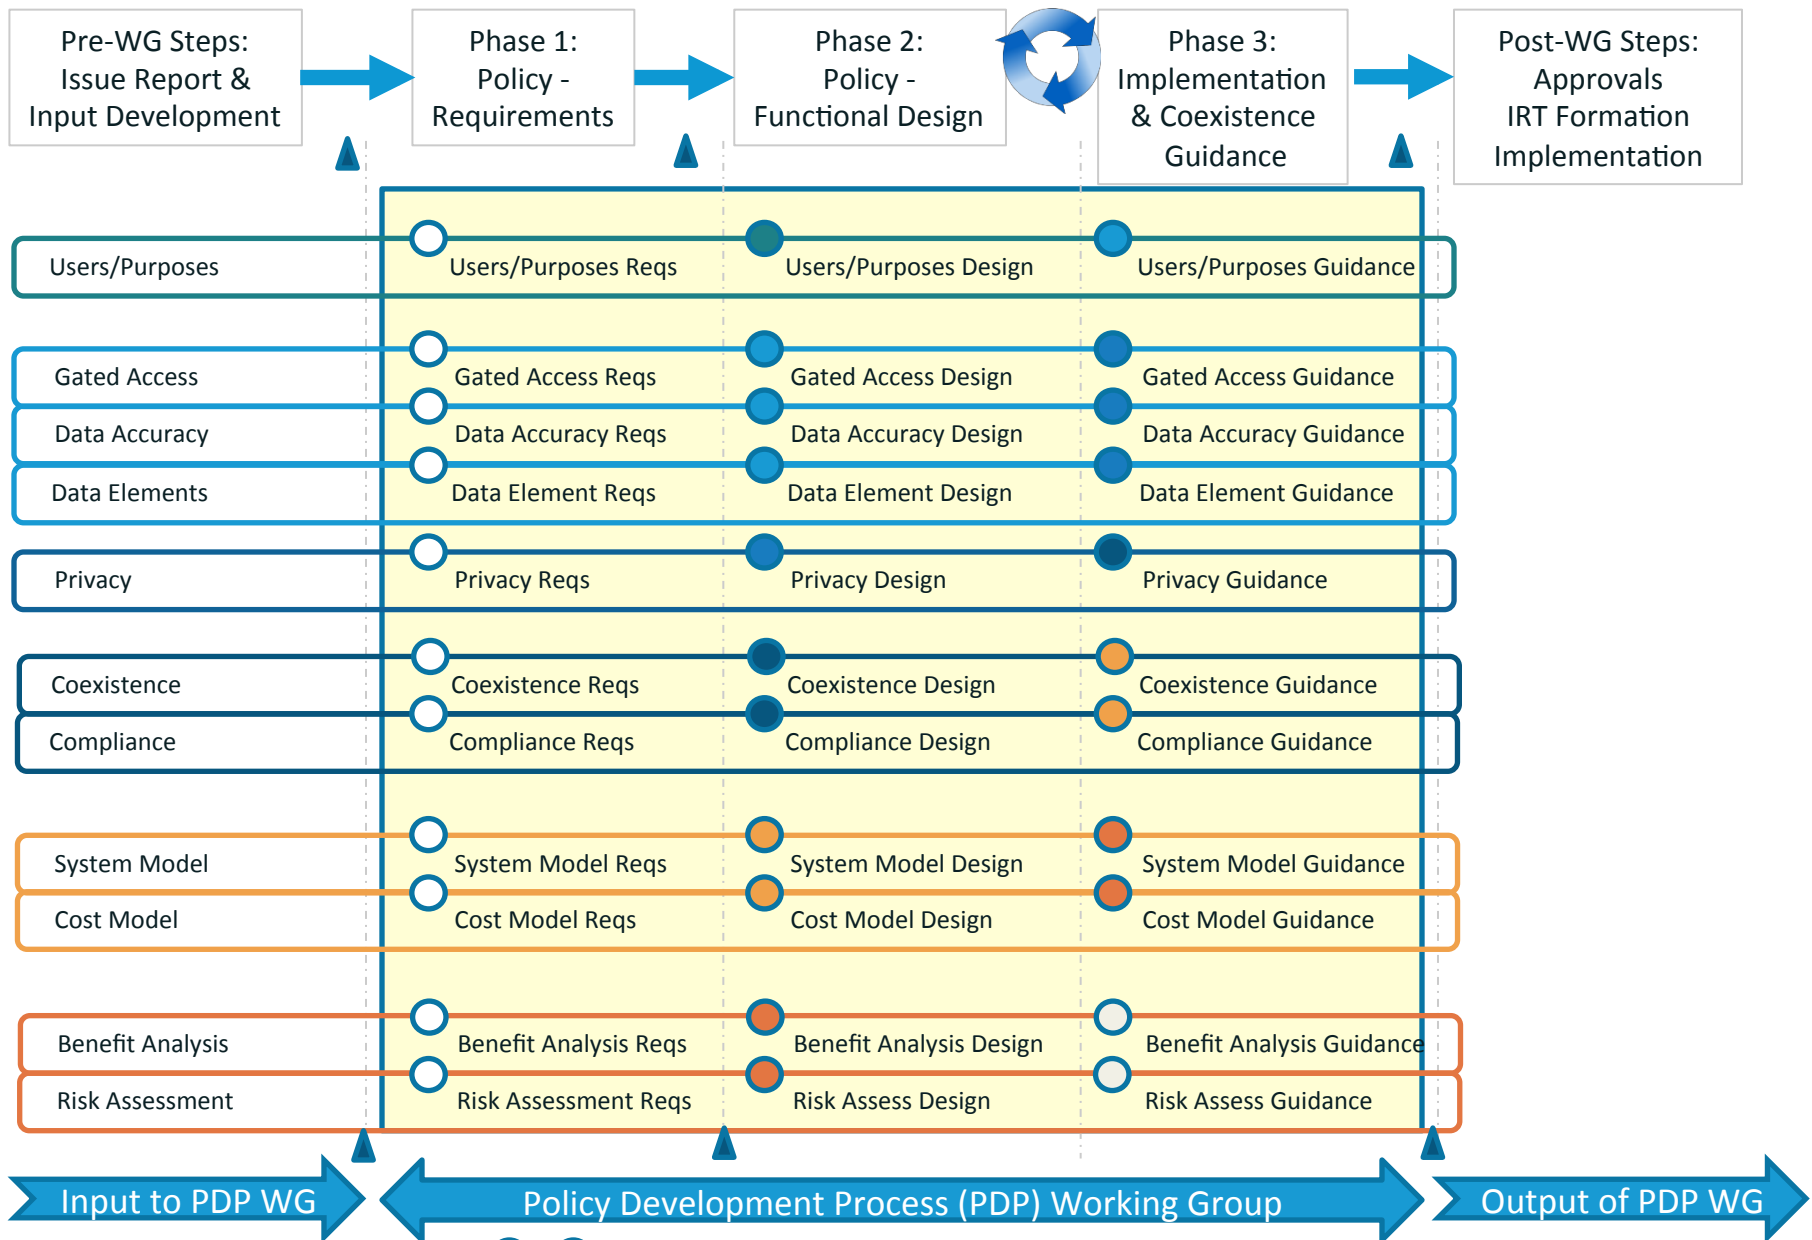 Pre-WG Steps:
Issue Report &
Input Development
Phase 1:
Policy -
Requirements
Phase 2:
Policy -
Functional Design
Phase 3:
Implementation
& Coexistence
Guidance
Post-WG Steps:
Approvals
IRT Formation
Implementation
Users/Purposes
Users/Purposes Reqs
Users/Purposes Design
Users/Purposes Guidance
Gated Access
Gated Access Reqs
Gated Access Design
Gated Access Guidance
Data Accuracy
Data Accuracy Reqs
Data Accuracy Design
Data Accuracy Guidance
Data Elements
Data Element Reqs
Data Element Design
Data Element Guidance
Privacy
Privacy Reqs
Privacy Design
Privacy Guidance
Coexistence
Coexistence Reqs
Coexistence Design
Coexistence Guidance
Compliance
Compliance Reqs
Compliance Design
Compliance Guidance
System Model
System Model Reqs
System Model Design
System Model Guidance
Cost Model
Cost Model Reqs
Cost Model Design
Cost Model Guidance
Benefit Analysis
Benefit Analysis Reqs
Benefit Analysis Design
Benefit Analysis Guidance
Risk Assessment
Risk Assessment Reqs
Risk Assess Design
Risk Assess Guidance
Input to PDP WG
Policy Development Process (PDP) Working Group
Output of PDP WG